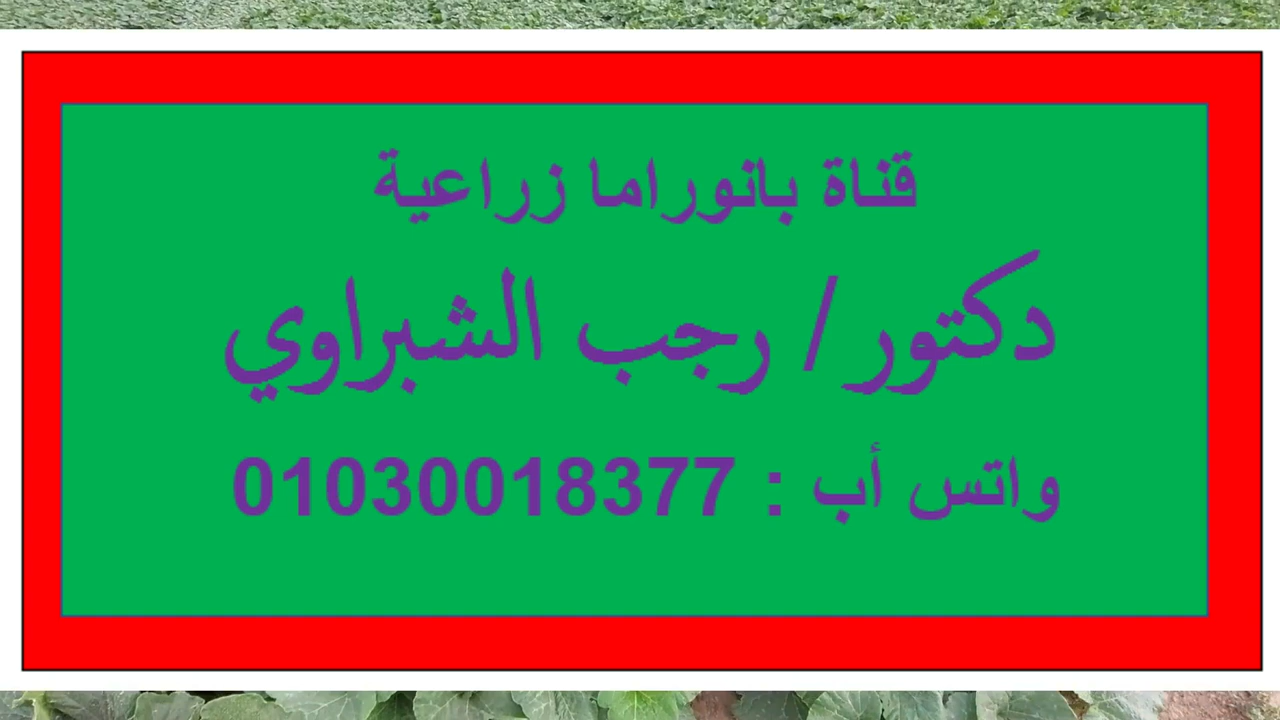 قناة بانوراما زراعية
دكتور / رجب الشبراوي
واتس أب : 01030018377